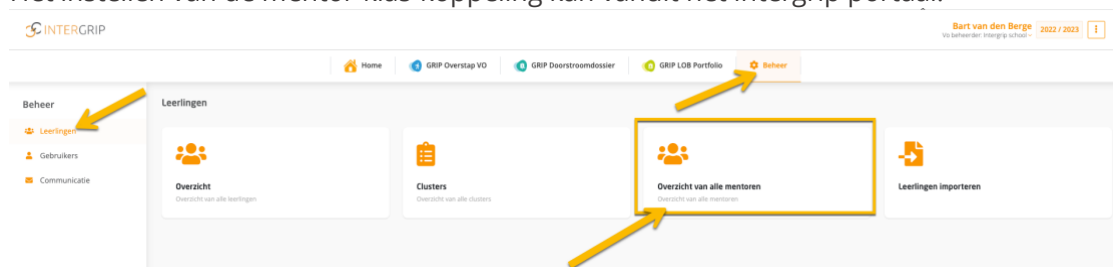 Het instellen van de mentor-klas koppeling kan vanuit het Intergrip portaal.
INTERGRIP
Bart van den Berge
Vo beheerder: Intergrip school –
2022 / 2023
Home
GRIP Overstap VO
GRIP Doorstroomdossier
GRIP LOB Portfolio
Beheer
Beheer
Leerlingen
Gebruikers
Communicatie
Leerlingen
Overzicht
Overzicht van alle leerlingen
Clusters
Overzicht van alle clusters
Overzicht van alle mentoren
Overzicht van alle mentoren
Leerlingen importeren